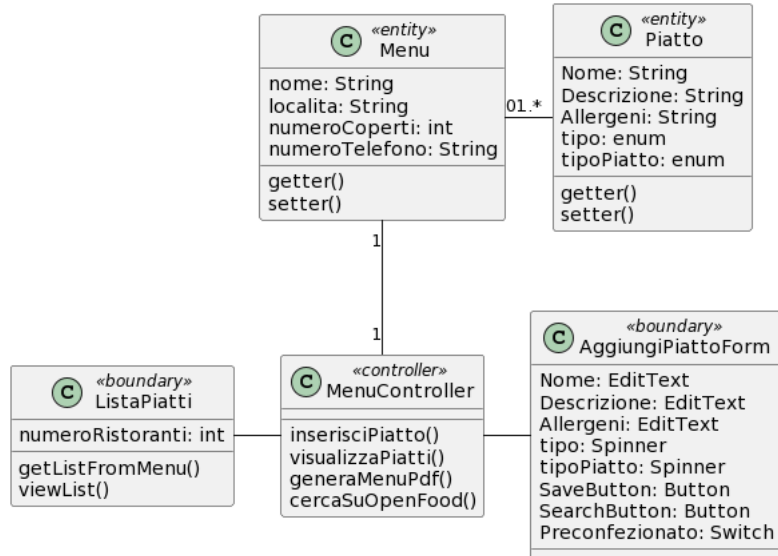 C «entity»
Menu
nome: String
localita: String
numeroCoperti: int
numeroTelefono: String
getter()
setter()
01.*
C «entity»
Piatto
Nome: String
Descrizione: String
Allergeni: String
tipo: enum
tipoPiatto: enum
getter()
setter()
1
1
C «boundary»
ListaPiatti
numeroRistoranti: int
getListFromMenu()
viewList()
C «controller»
MenuController
inserisciPiatto()
visualizzaPiatti()
generaMenuPdf()
cercaSuOpenFood()
C «boundary»
AggiungiPiattoForm
Nome: EditText
Descrizione: EditText
Allergeni: EditText
tipo: Spinner
tipoPiatto: Spinner
SaveButton: Button
SearchButton: Button
Preconfezionato: Switch